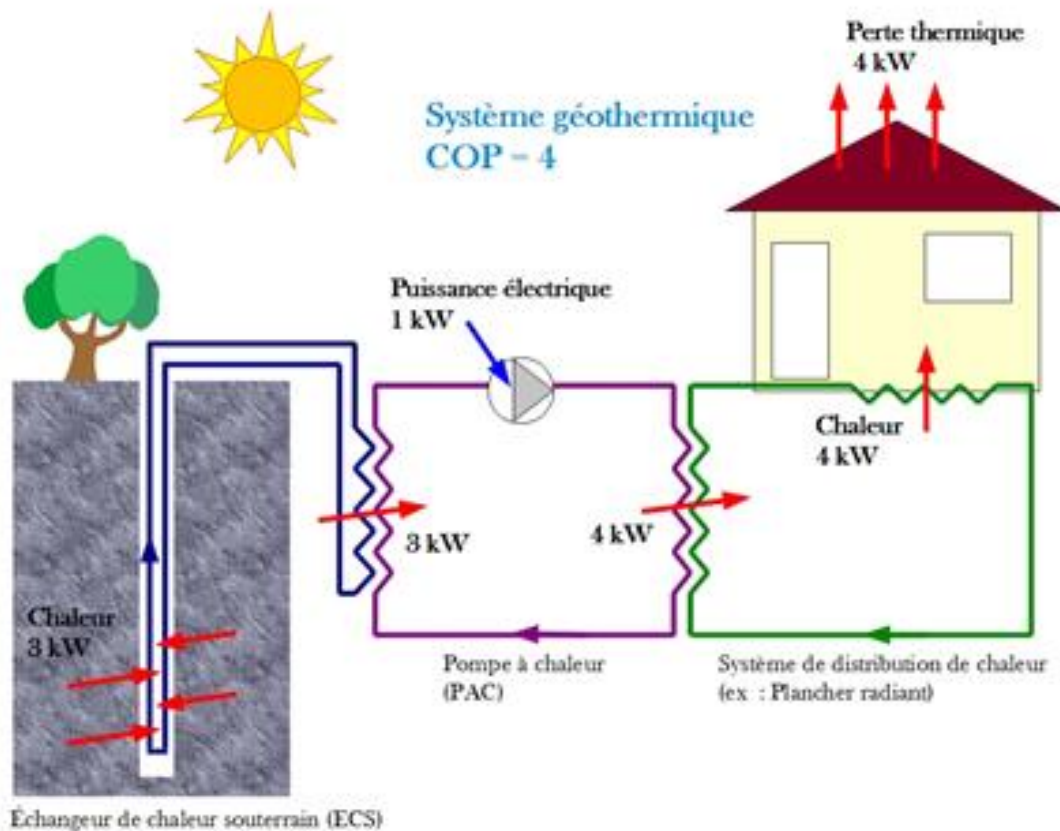 Perte thermique
4 kW
Système géothermique
COP – 4
Puissance électrique
1 kW
Chaleur
4 kW
3 kW
4 kW
Chaleur
3 kW
Pompe à chaleur
(PAC)
Système de distribution de chaleur
(ex : Plancher radiant)
Échangeur de chaleur souterrain (ECS)